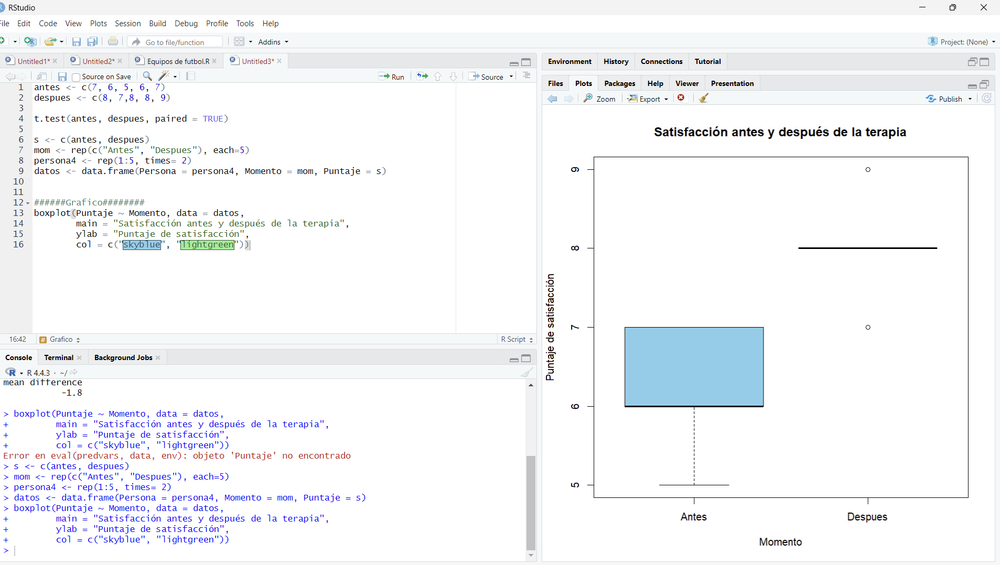 RStudio
File Edit Code View Plots Session Build Debug Profile Tools Help
Go to file/function Addins Project: (None)
Untitled1* Untitled2* Equipos de futbol.R Untitled3*
Source on Save Run Source
1 antes <- c(7, 6, 5, 6, 7)
2 despues <- c(8, 7,8, 8, 9)
3
4 t.test(antes, despues, paired = TRUE)
5
6 s <- c(antes, despues)
7 mom <- rep(c("Antes", "Despues"), each=5)
8 persona4 <- rep(1:5, times= 2)
9 datos <- data.frame(Persona = persona4, Momento = mom, Puntaje = s)
10
11
12 ######Grafico########
13 boxplot(Puntaje ~ Momento, data = datos,
14 main = "Satisfacción antes y después de la terapia",
15 ylab = "Puntaje de satisfacción",
16 col = c("skyblue", "lightgreen"))
16:42 # Grafico R Script
Console Terminal Background Jobs
R R 4.4.3 · ~/
mean difference
-1.8
> boxplot(Puntaje ~ Momento, data = datos,
+ main = "Satisfacción antes y después de la terapia",
+ ylab = "Puntaje de satisfacción",
+ col = c("skyblue", "lightgreen"))
Error en eval(predvars, data, env): objeto 'Puntaje' no encontrado
> s <- c(antes, despues)
> mom <- rep(c("Antes", "Despues"), each=5)
> persona4 <- rep(1:5, times= 2)
> datos <- data.frame(Persona = persona4, Momento = mom, Puntaje = s)
> boxplot(Puntaje ~ Momento, data = datos,
+ main = "Satisfacción antes y después de la terapia",
+ ylab = "Puntaje de satisfacción",
+ col = c("skyblue", "lightgreen"))
>
Environment History Connections Tutorial
Files Plots Packages Help Viewer Presentation
Zoom Export Publish
Satisfacción antes y después de la terapia
Puntaje de satisfacción
9
8
7
6
5
Antes Despues
Momento